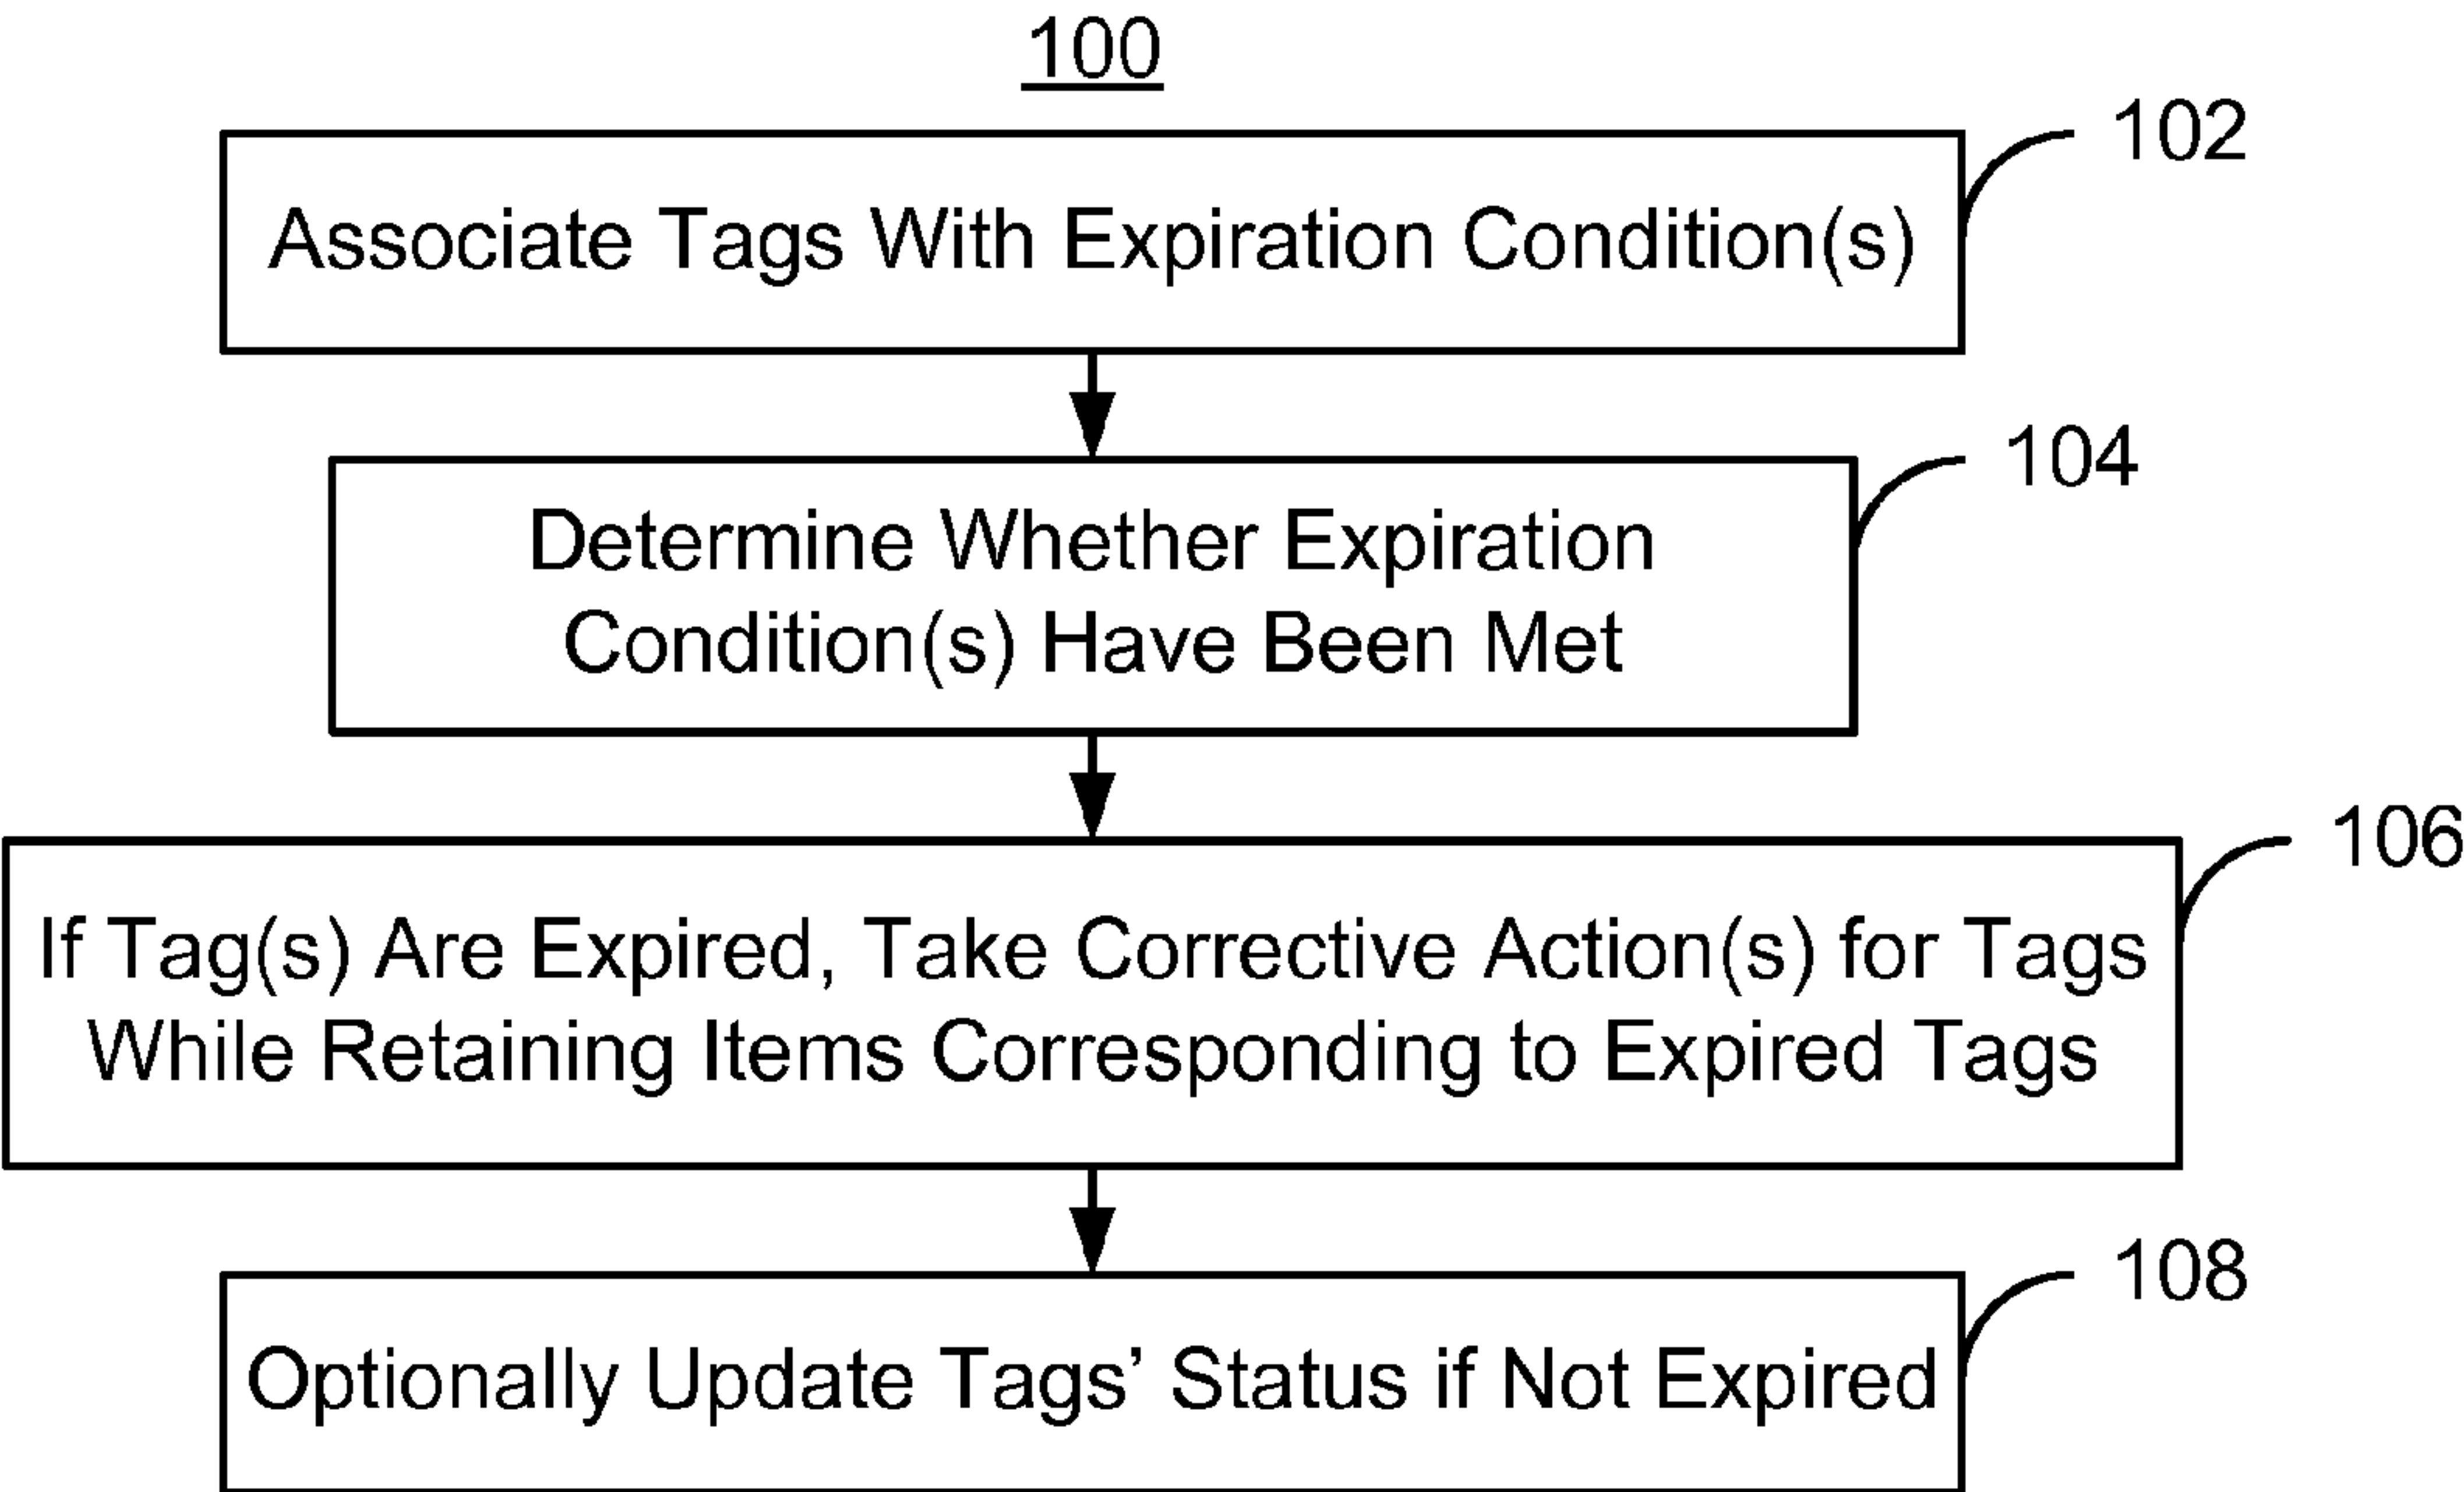 100
102
Associate Tags With Expiration Condition(s)
104
Determine Whether Expiration
Condition(s) Have Been Met
106
If Tag(s) Are Expired, Take Corrective Action(s) for Tags
While Retaining Items Corresponding to Expired Tags
108
Optionally Update Tags’ Status if Not Expired